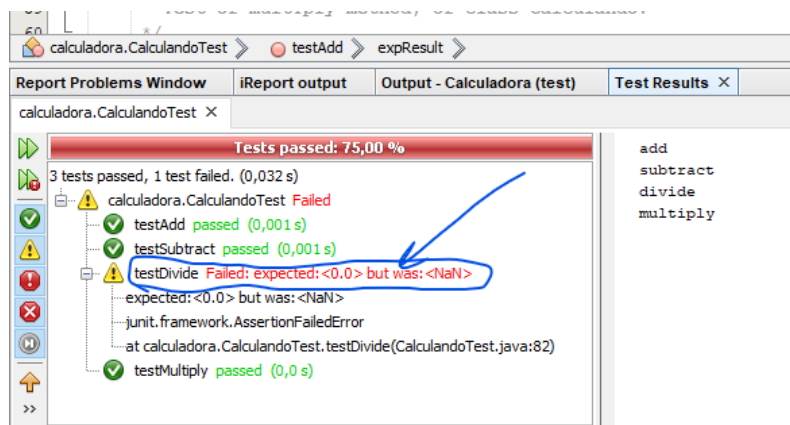 60
*/
calculadora.CalculandoTest
testAdd
expResult
Report Problems Window
iReport output
Output - Calculadora (test)
Test Results
calculadora.CalculandoTest
Tests passed: 75,00 %
3 tests passed, 1 test failed. (0,032 s)
calculadora.CalculandoTest Failed
testAdd passed (0,001 s)
testSubtract passed (0,001 s)
testDivide Failed: expected:<0.0> but was:<NaN>
expected:<0.0> but was:<NaN>
junit.framework.AssertionFailedError
at calculadora.CalculandoTest.testDivide(CalculandoTest.java:82)
testMultiply passed (0,0 s)
add
subtract
divide
multiply